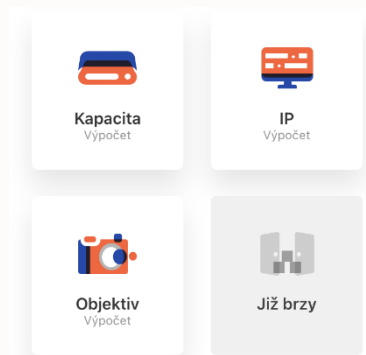 Kapacita
Výpočet
IP
Výpočet
Objektiv
Výpočet
Již brzy